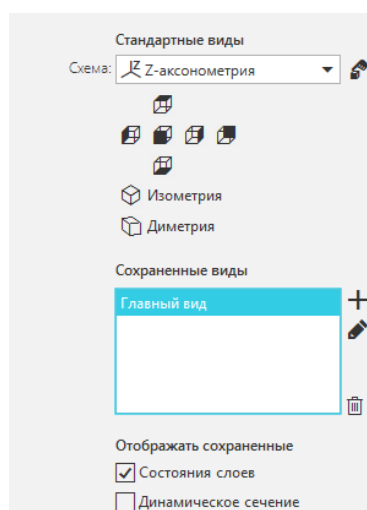 Стандартные виды
Схема: Z-аксонометрия
Изометрия
Диметрия
Сохраненные виды
Главный вид
Отображать сохраненные
Состояния слоев
Динамическое сечение